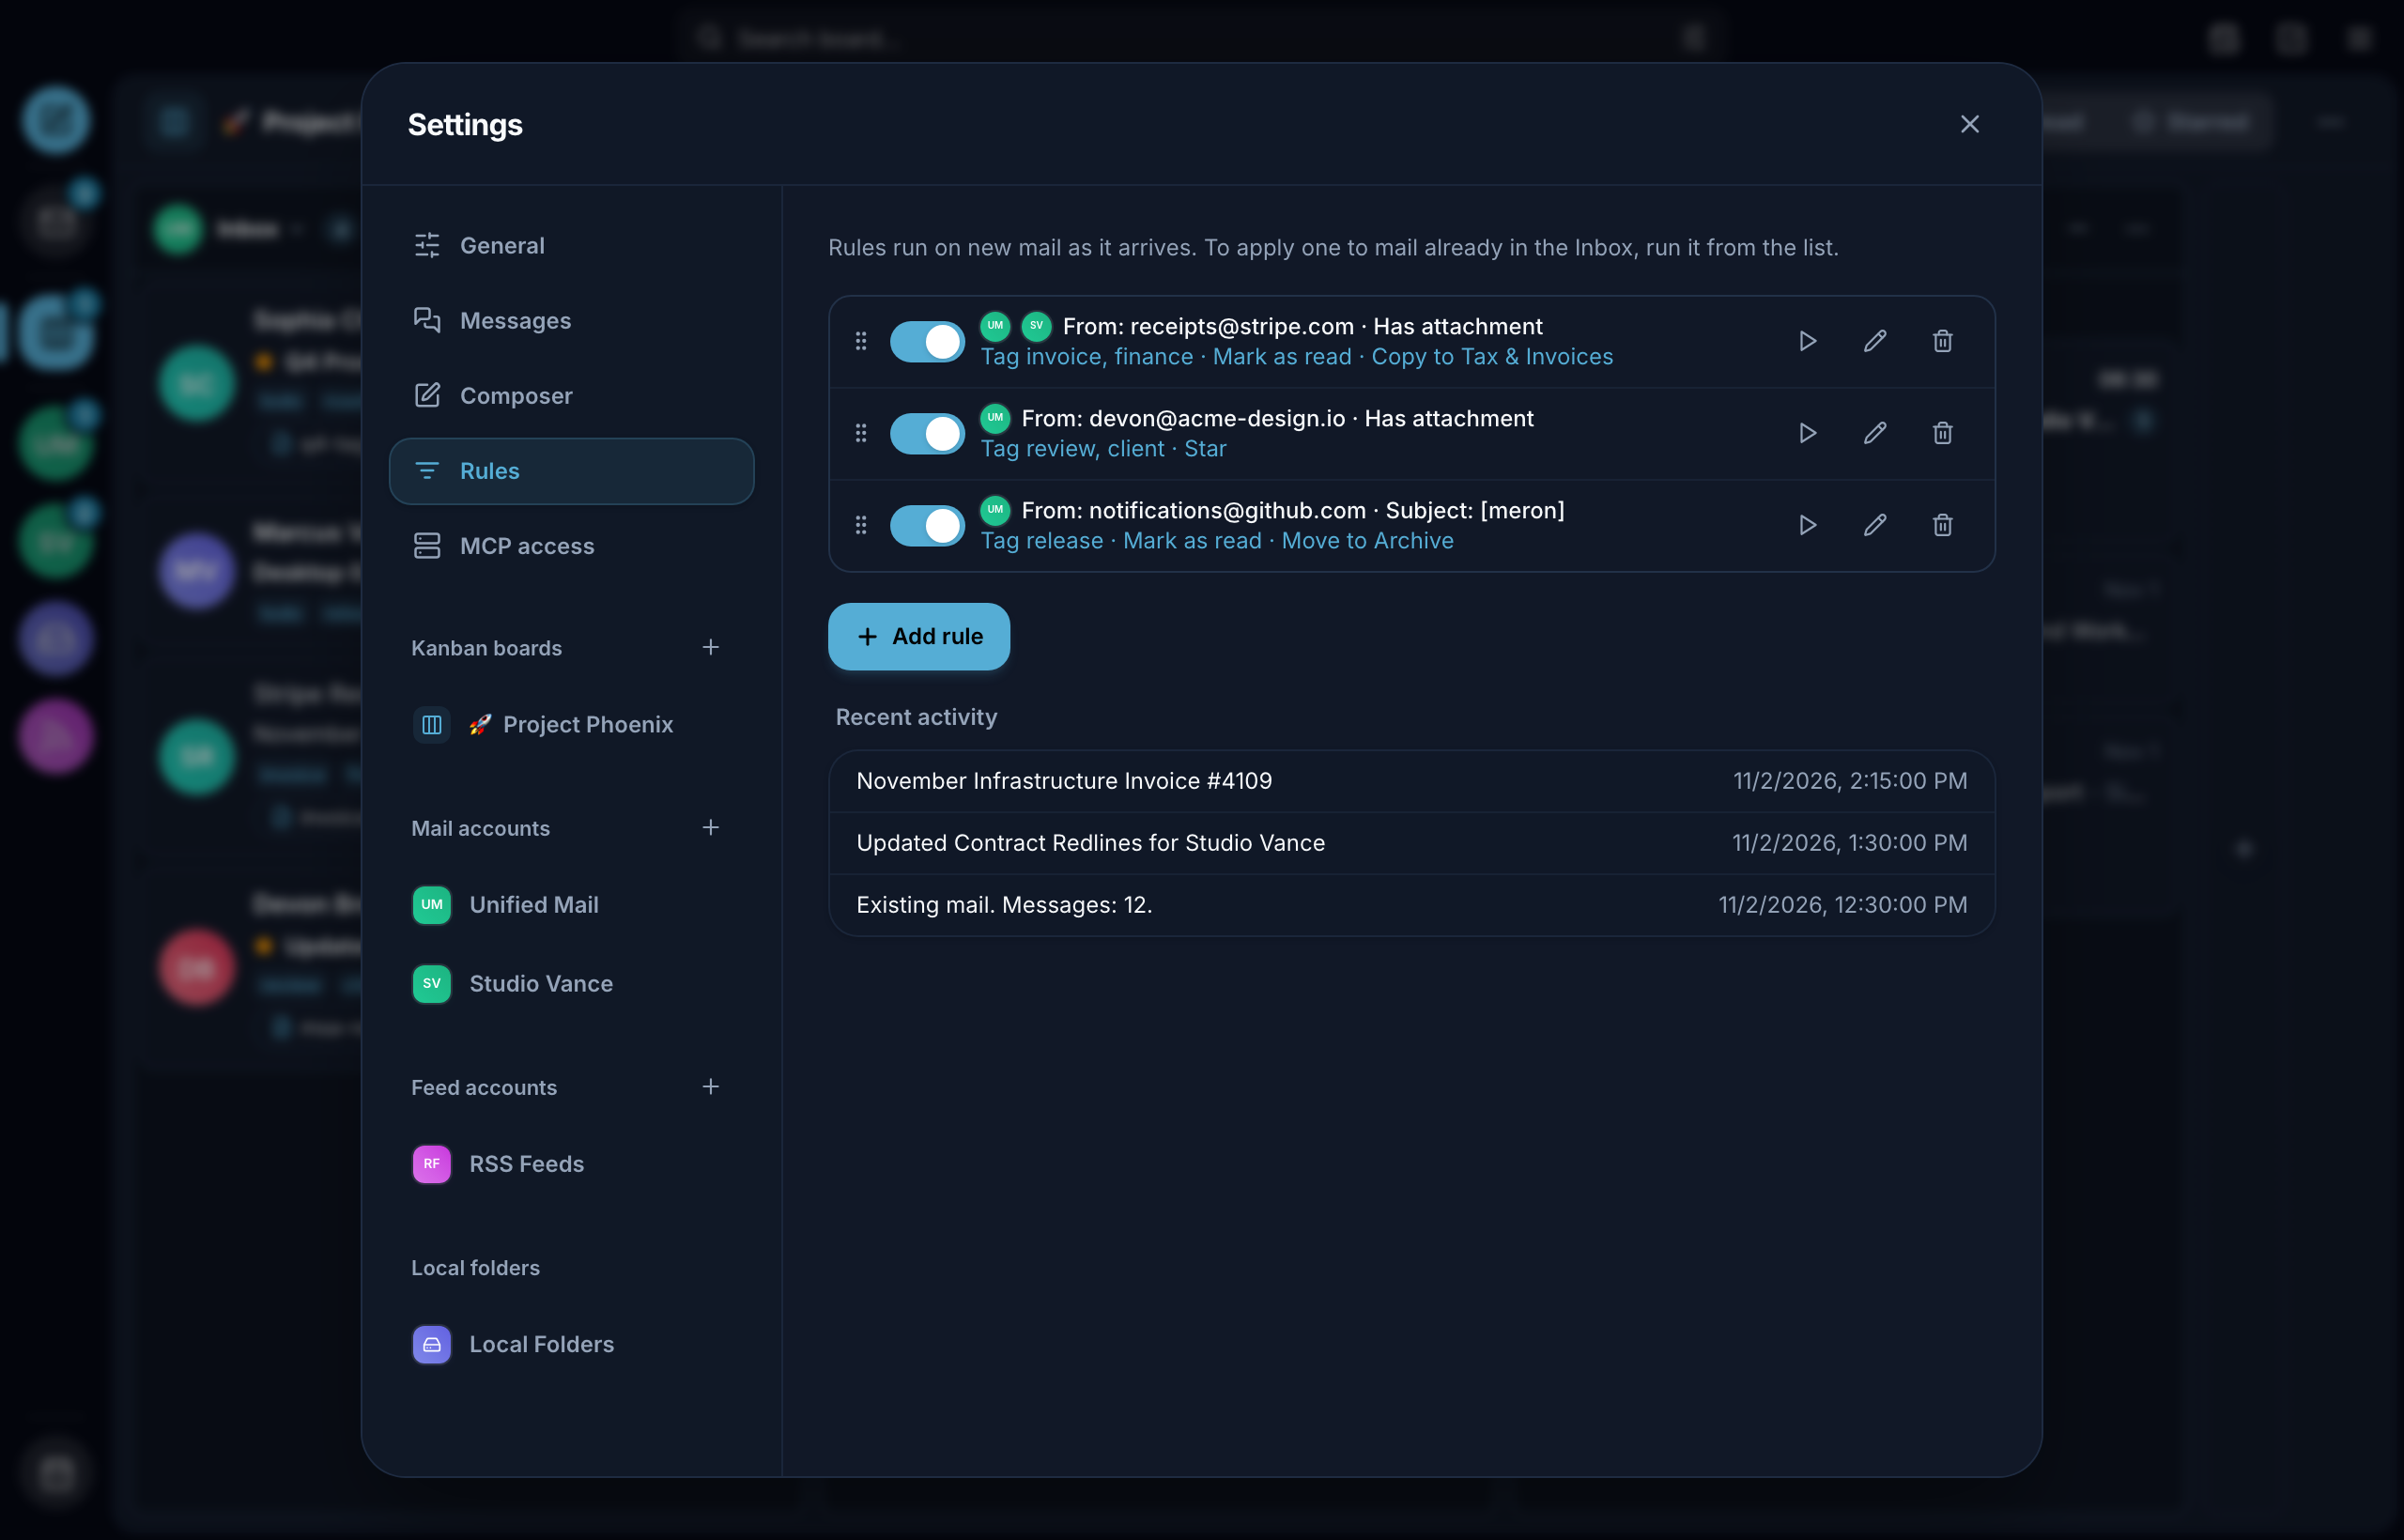 Search board...
Settings
General
Messages
Composer
Rules
MCP access
Kanban boards
🚀 Project Phoenix
Mail accounts
UM Unified Mail
SV Studio Vance
Feed accounts
RF RSS Feeds
Local folders
Local Folders
Rules run on new mail as it arrives. To apply one to mail already in the Inbox, run it from the list.
UM SV From: receipts@stripe.com · Has attachment
Tag invoice, finance · Mark as read · Copy to Tax & Invoices
UM From: devon@acme-design.io · Has attachment
Tag review, client · Star
UM From: notifications@github.com · Subject: [meron]
Tag release · Mark as read · Move to Archive
Add rule
Recent activity
November Infrastructure Invoice #4109 11/2/2026, 2:15:00 PM
Updated Contract Redlines for Studio Vance 11/2/2026, 1:30:00 PM
Existing mail. Messages: 12. 11/2/2026, 12:30:00 PM
Inbox
Starred